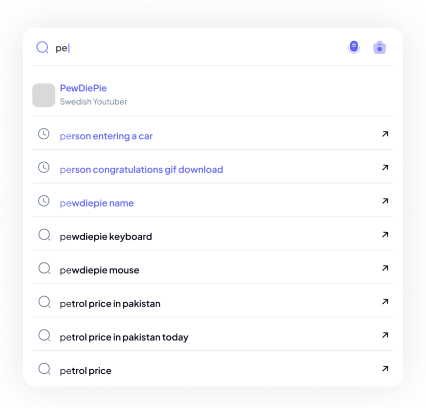 pe
PewDiePie
Swedish Youtuber
person entering a car
person congratulations gif download
pewdiepie name
pewdiepie keyboard
pewdiepie mouse
petrol price in pakistan
petrol price in pakistan today
petrol price